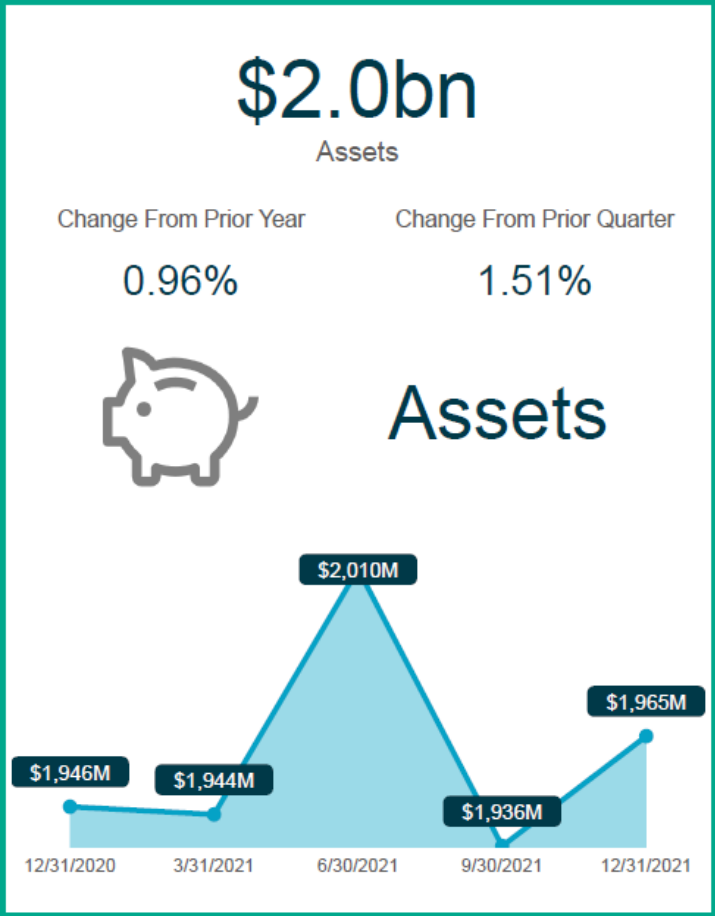 $2.0bn
Assets
Change From Prior Year
Change From Prior Quarter
0.96%
1.51%
Assets
$2,010M
$1,965M
$1,946M
$1,944M
$1,936M
12/31/2020
3/31/2021
6/30/2021
9/30/2021
12/31/2021